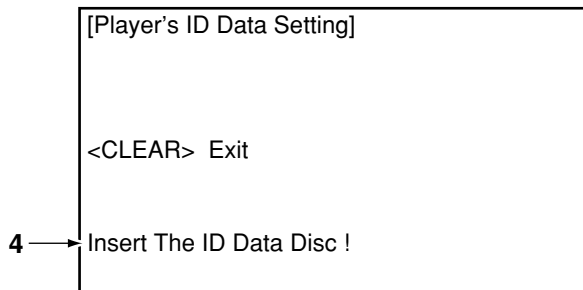 [Player's ID Data Setting]
<CLEAR> Exit
4 Insert The ID Data Disc !